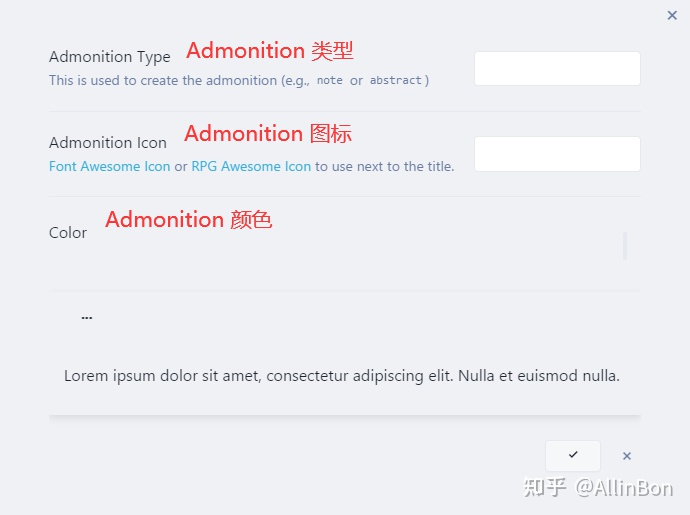 Admonition Type Admonition 类型
This is used to create the admonition (e.g., note or abstract)
Admonition Icon Admonition 图标
Font Awesome Icon or RPG Awesome Icon to use next to the title.
Color Admonition 颜色
...
Lorem ipsum dolor sit amet, consectetur adipiscing elit. Nulla et euismod nulla.
知乎 @AllinBon